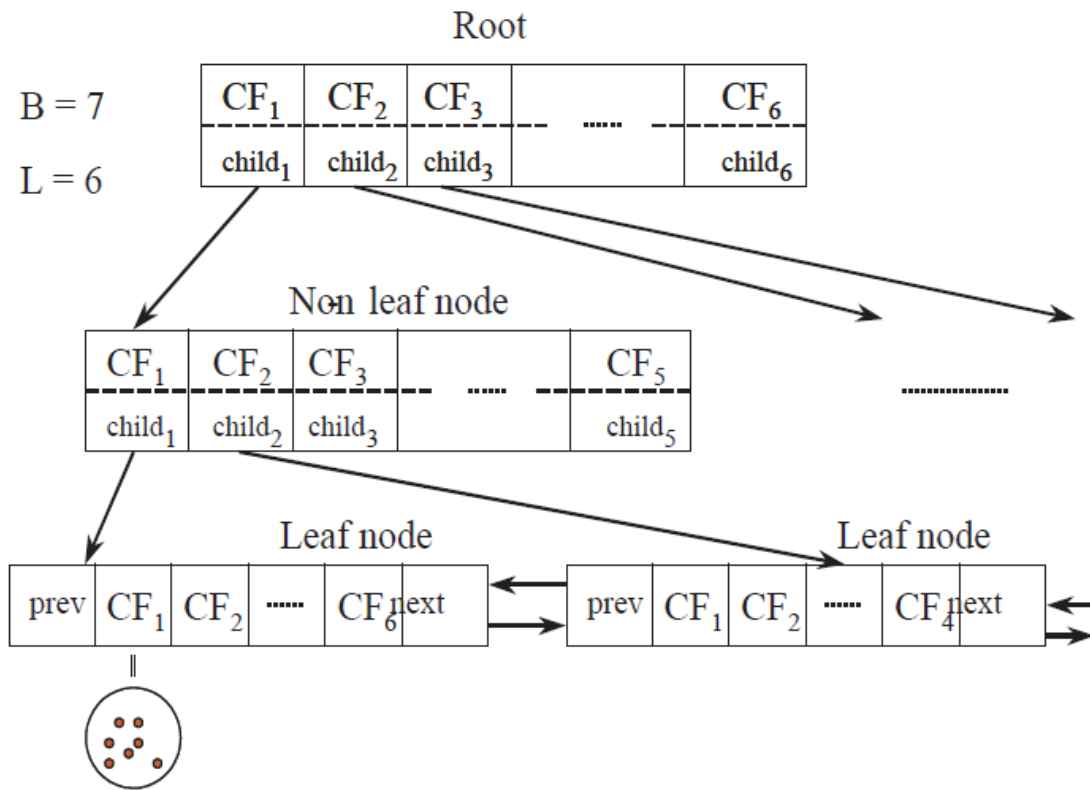 Root
B = 7
L = 6
CF1 CF2 CF3 ...... CF6
child1 child2 child3 child6
Non leaf node
CF1 CF2 CF3 ...... CF5
child1 child2 child3 child5
Leaf node Leaf node
prev CF1 CF2 ...... CF6 next prev CF1 CF2 ...... CF4 next